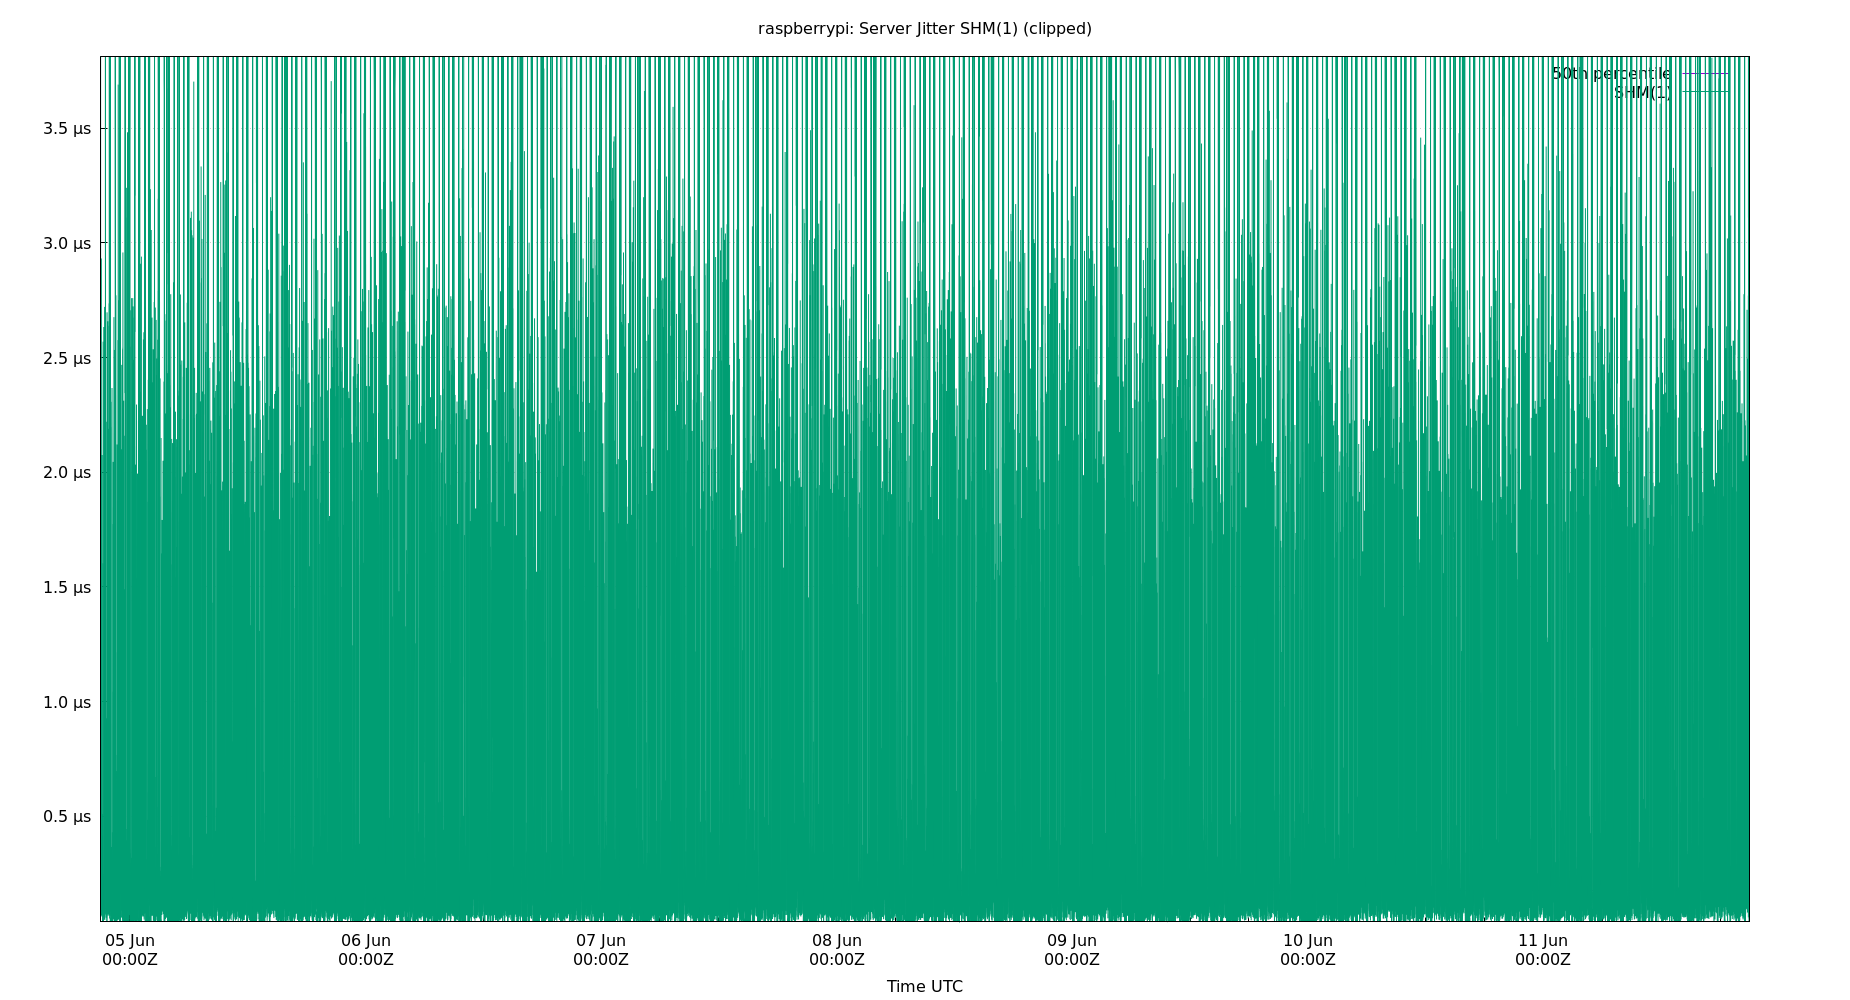 raspberrypi: Server Jitter SHM(1) (clipped)
50th percentile
SHM(1)
3.5 µs
3.0 µs
2.5 µs
2.0 µs
1.5 µs
1.0 µs
0.5 µs
05 Jun 06 Jun 07 Jun 08 Jun 09 Jun 10 Jun 11 Jun
00:00Z 00:00Z 00:00Z 00:00Z 00:00Z 00:00Z 00:00Z
Time UTC